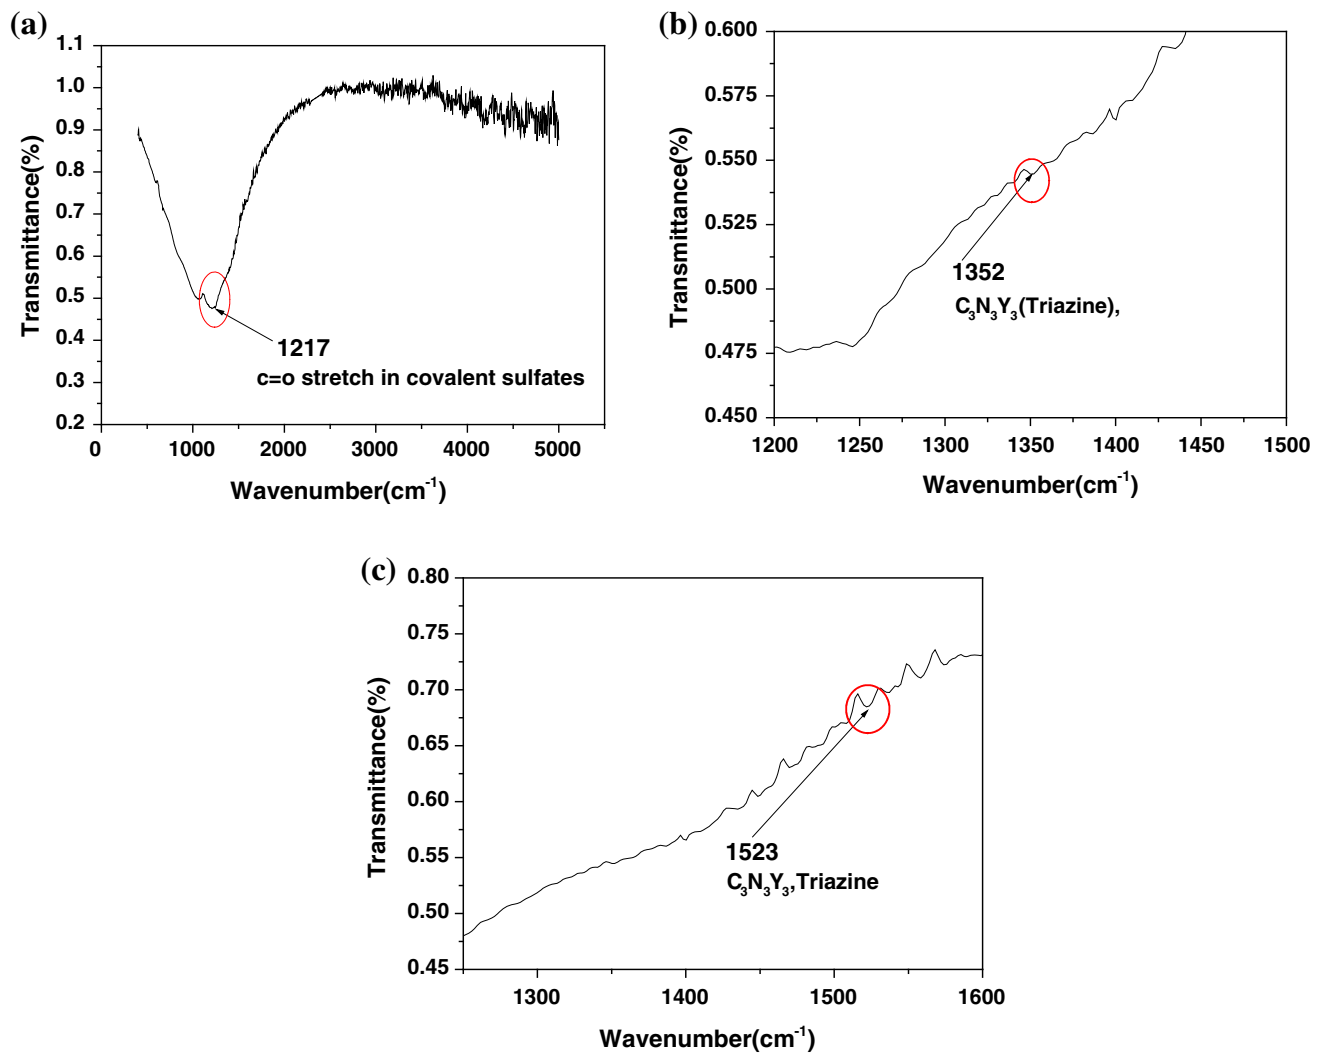 (a)
1.1
1.0
0.9
0.8
0.7
0.6
0.5
0.4
0.3
0.2
Transmittance(%)
1217
c=o stretch in covalent sulfates
0 1000 2000 3000 4000 5000
Wavenumber(cm⁻¹)
(b)
0.600
0.575
0.550
0.525
0.500
0.475
0.450
Transmittance(%)
1352
C₃N₃Y₃(Triazine),
1200 1250 1300 1350 1400 1450 1500
Wavenumber(cm⁻¹)
(c)
0.80
0.75
0.70
0.65
0.60
0.55
0.50
0.45
Transmittance(%)
1523
C₃N₃Y₃,Triazine
1300 1400 1500 1600
Wavenumber(cm⁻¹)